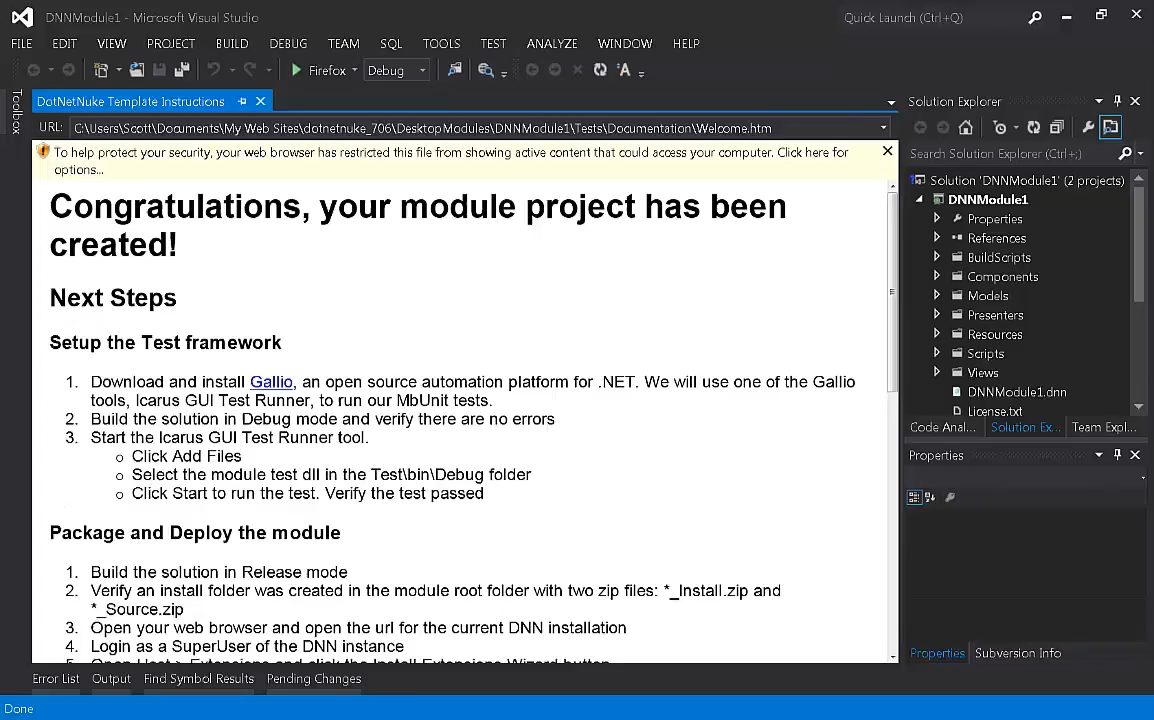 DNNModule1 - Microsoft Visual Studio
Quick Launch (Ctrl+Q)
FILE EDIT VIEW PROJECT BUILD DEBUG TEAM SQL TOOLS TEST ANALYZE WINDOW HELP
Firefox Debug
Toolbox
DotNetNuke Template Instructions
URL: C:\Users\Scott\Documents\My Web Sites\dotnetnuke_706\DesktopModules\DNNModule1\Tests\Documentation\Welcome.htm
To help protect your security, your web browser has restricted this file from showing active content that could access your computer. Click here for
options...
Congratulations, your module project has been
created!
Next Steps
Setup the Test framework
1. Download and install Gallio, an open source automation platform for .NET. We will use one of the Gallio
tools, Icarus GUI Test Runner, to run our MbUnit tests.
2. Build the solution in Debug mode and verify there are no errors
3. Start the Icarus GUI Test Runner tool.
o Click Add Files
o Select the module test dll in the Test\bin\Debug folder
o Click Start to run the test. Verify the test passed
Package and Deploy the module
1. Build the solution in Release mode
2. Verify an install folder was created in the module root folder with two zip files: *_Install.zip and
*_Source.zip
3. Open your web browser and open the url for the current DNN installation
4. Login as a SuperUser of the DNN instance
5. Open Host > Extensions and click the Install Extensions Wizard button
Solution Explorer
Search Solution Explorer (Ctrl+;)
Solution 'DNNModule1' (2 projects)
DNNModule1
Properties
References
BuildScripts
Components
Models
Presenters
Resources
Scripts
Views
DNNModule1.dnn
License.txt
Code Anal... Solution Ex... Team Expl...
Properties
Properties Subversion Info
Error List Output Find Symbol Results Pending Changes
Done